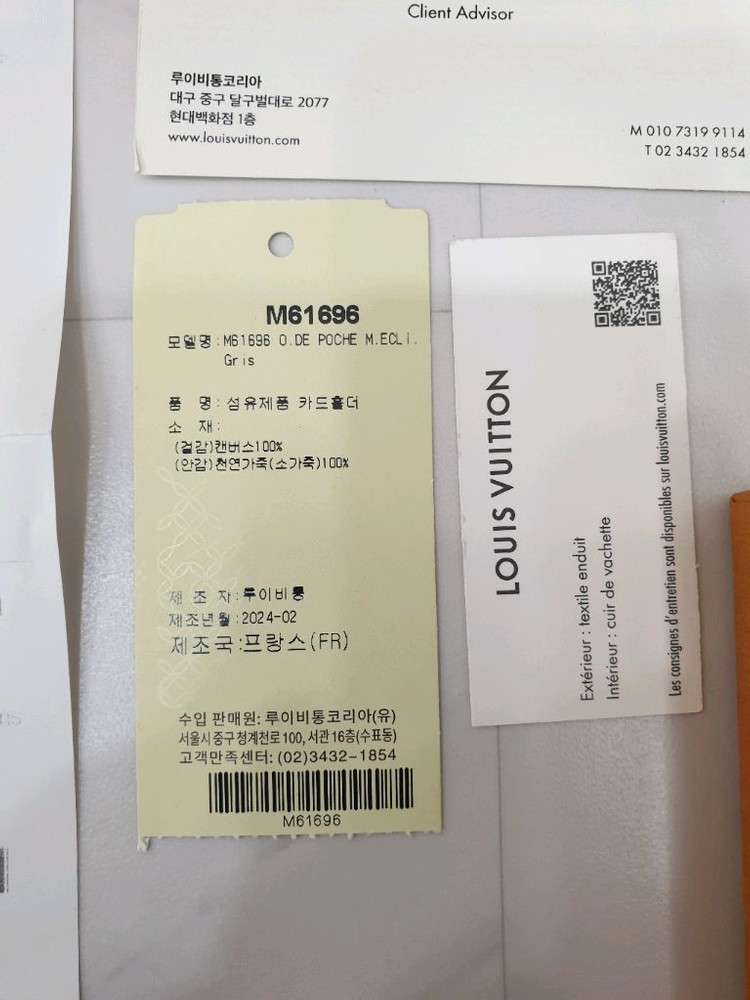 Client Advisor
루이비통코리아
대구 중구 달구벌대로 2077
현대백화점 1층
www.louisvuitton.com
M 010 7319 9114
T 02 3432 1854
M61696
모델명:M61696 O.DE POCHE M.ECLi.
Gris
품 명: 섬유제품 카드홀더
소 재:
(겉감)캔버스100%
(안감)천연가죽(소가죽)100%
제 조 자:루이비통
제조년월:2024-02
제조국:프랑스(FR)
수입 판매원: 루이비통코리아(유)
서울시 중구 청계천로 100, 서관 16층(수표동)
고객만족센터: (02)3432-1854
M61696
LOUIS VUITTON
Extérieur : textile enduit
Intérieur : cuir de vachette
Les consignes d'entretien sont disponibles sur louisvuitton.com